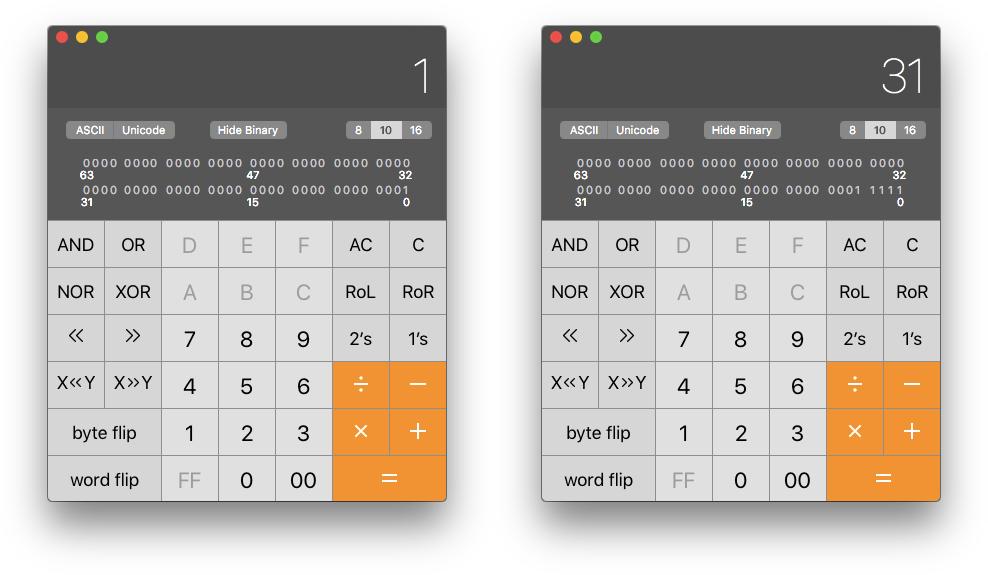 1
ASCII Unicode Hide Binary 8 10 16
0000 0000 0000 0000 0000 0000 0000 0000
63 47 32
0000 0000 0000 0000 0000 0000 0000 0001
31 15 0
AND OR D E F AC C
NOR XOR A B C RoL RoR
« » 7 8 9 2's 1's
X«Y X»Y 4 5 6 ÷ −
byte flip 1 2 3 × +
word flip FF 0 00 =
31
ASCII Unicode Hide Binary 8 10 16
0000 0000 0000 0000 0000 0000 0000 0000
63 47 32
0000 0000 0000 0000 0000 0000 0001 1111
31 15 0
AND OR D E F AC C
NOR XOR A B C RoL RoR
« » 7 8 9 2's 1's
X«Y X»Y 4 5 6 ÷ −
byte flip 1 2 3 × +
word flip FF 0 00 =